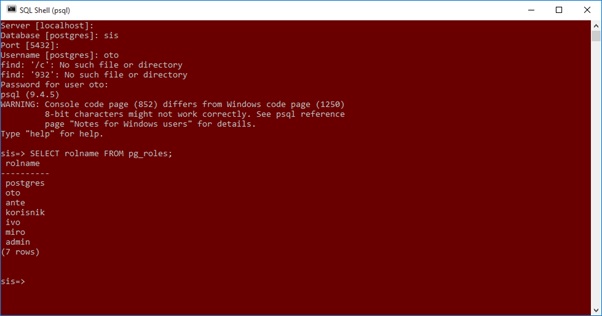 SQL Shell (psql)
Server [localhost]:
Database [postgres]: sis
Port [5432]:
Username [postgres]: oto
find: '/c': No such file or directory
find: '932': No such file or directory
Password for user oto:
psql (9.4.5)
WARNING: Console code page (852) differs from Windows code page (1250)
         8-bit characters might not work correctly. See psql reference
         page "Notes for Windows users" for details.
Type "help" for help.
sis=> SELECT rolname FROM pg_roles;
 rolname
----------
 postgres
 oto
 ante
 korisnik
 ivo
 miro
 admin
(7 rows)
sis=>